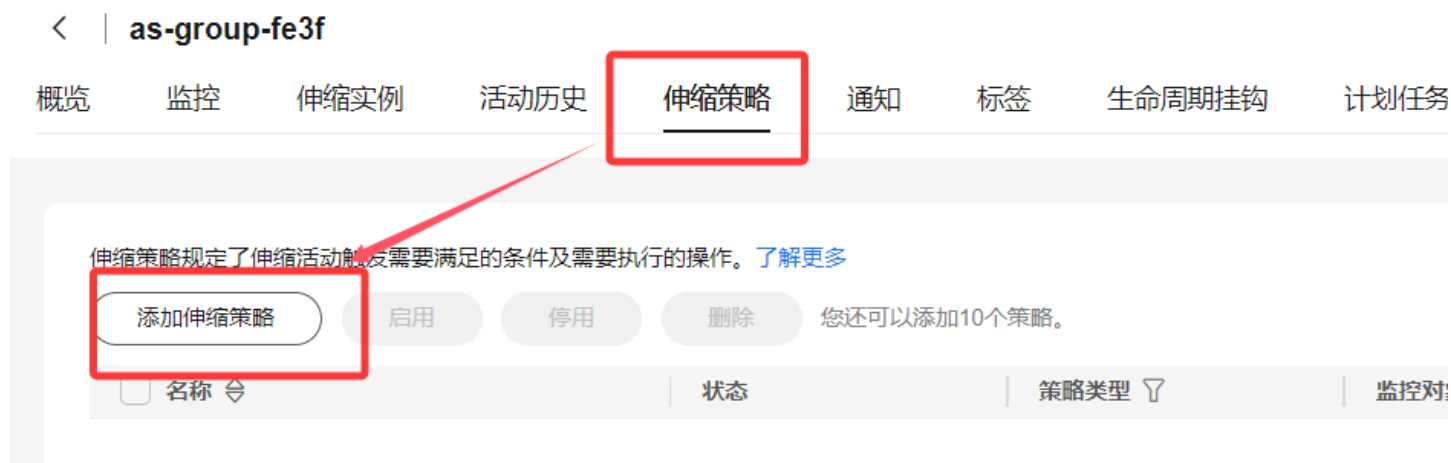 as-group-fe3f
概览 监控 伸缩实例 活动历史 伸缩策略 通知 标签 生命周期挂钩 计划任务
伸缩策略规定了伸缩活动触发需要满足的条件及需要执行的操作。了解更多
添加伸缩策略 启用 停用 删除 您还可以添加10个策略。
名称 状态 策略类型 监控对